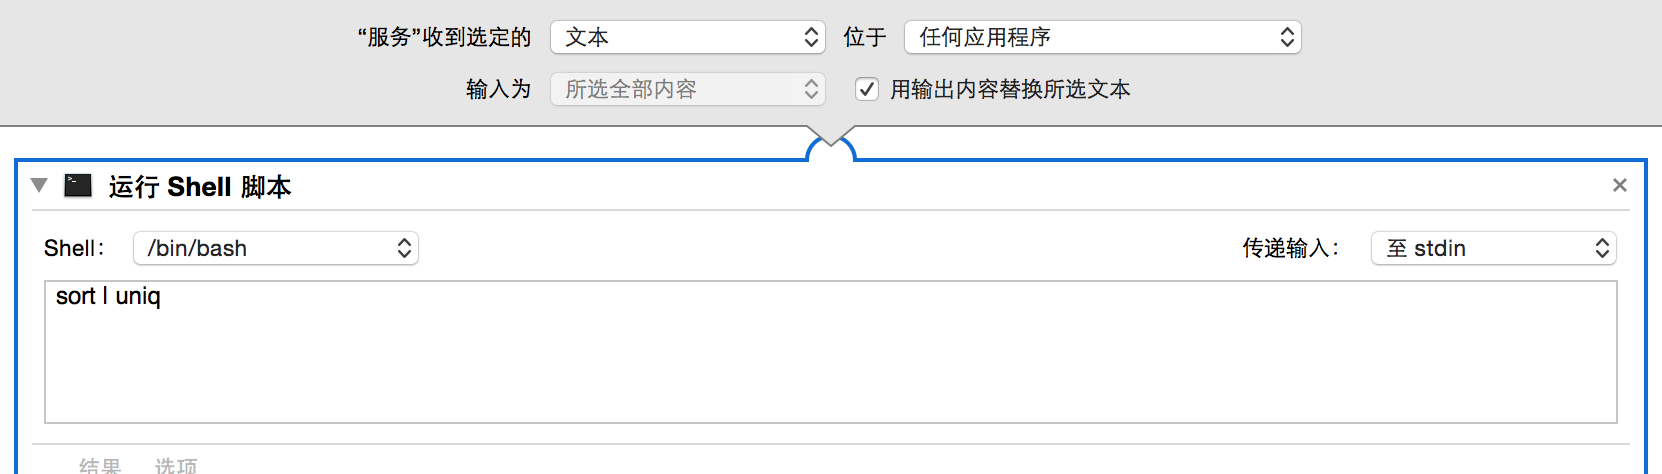 “服务”收到选定的 文本 位于 任何应用程序
输入为 所选全部内容 用输出内容替换所选文本
运行 Shell 脚本
Shell： /bin/bash 传递输入： 至 stdin
sort | uniq
结果 选项